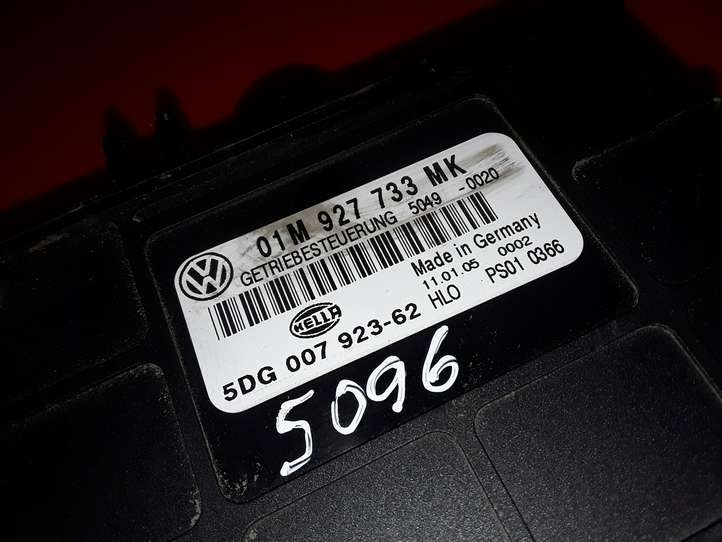 01M 927 733 MK
GETRIEBESTEUERUNG 5049 -0020
Made in Germany
11.01.05 0002
HLO PS01 0366
HELLA
5DG 007 923-62
5096